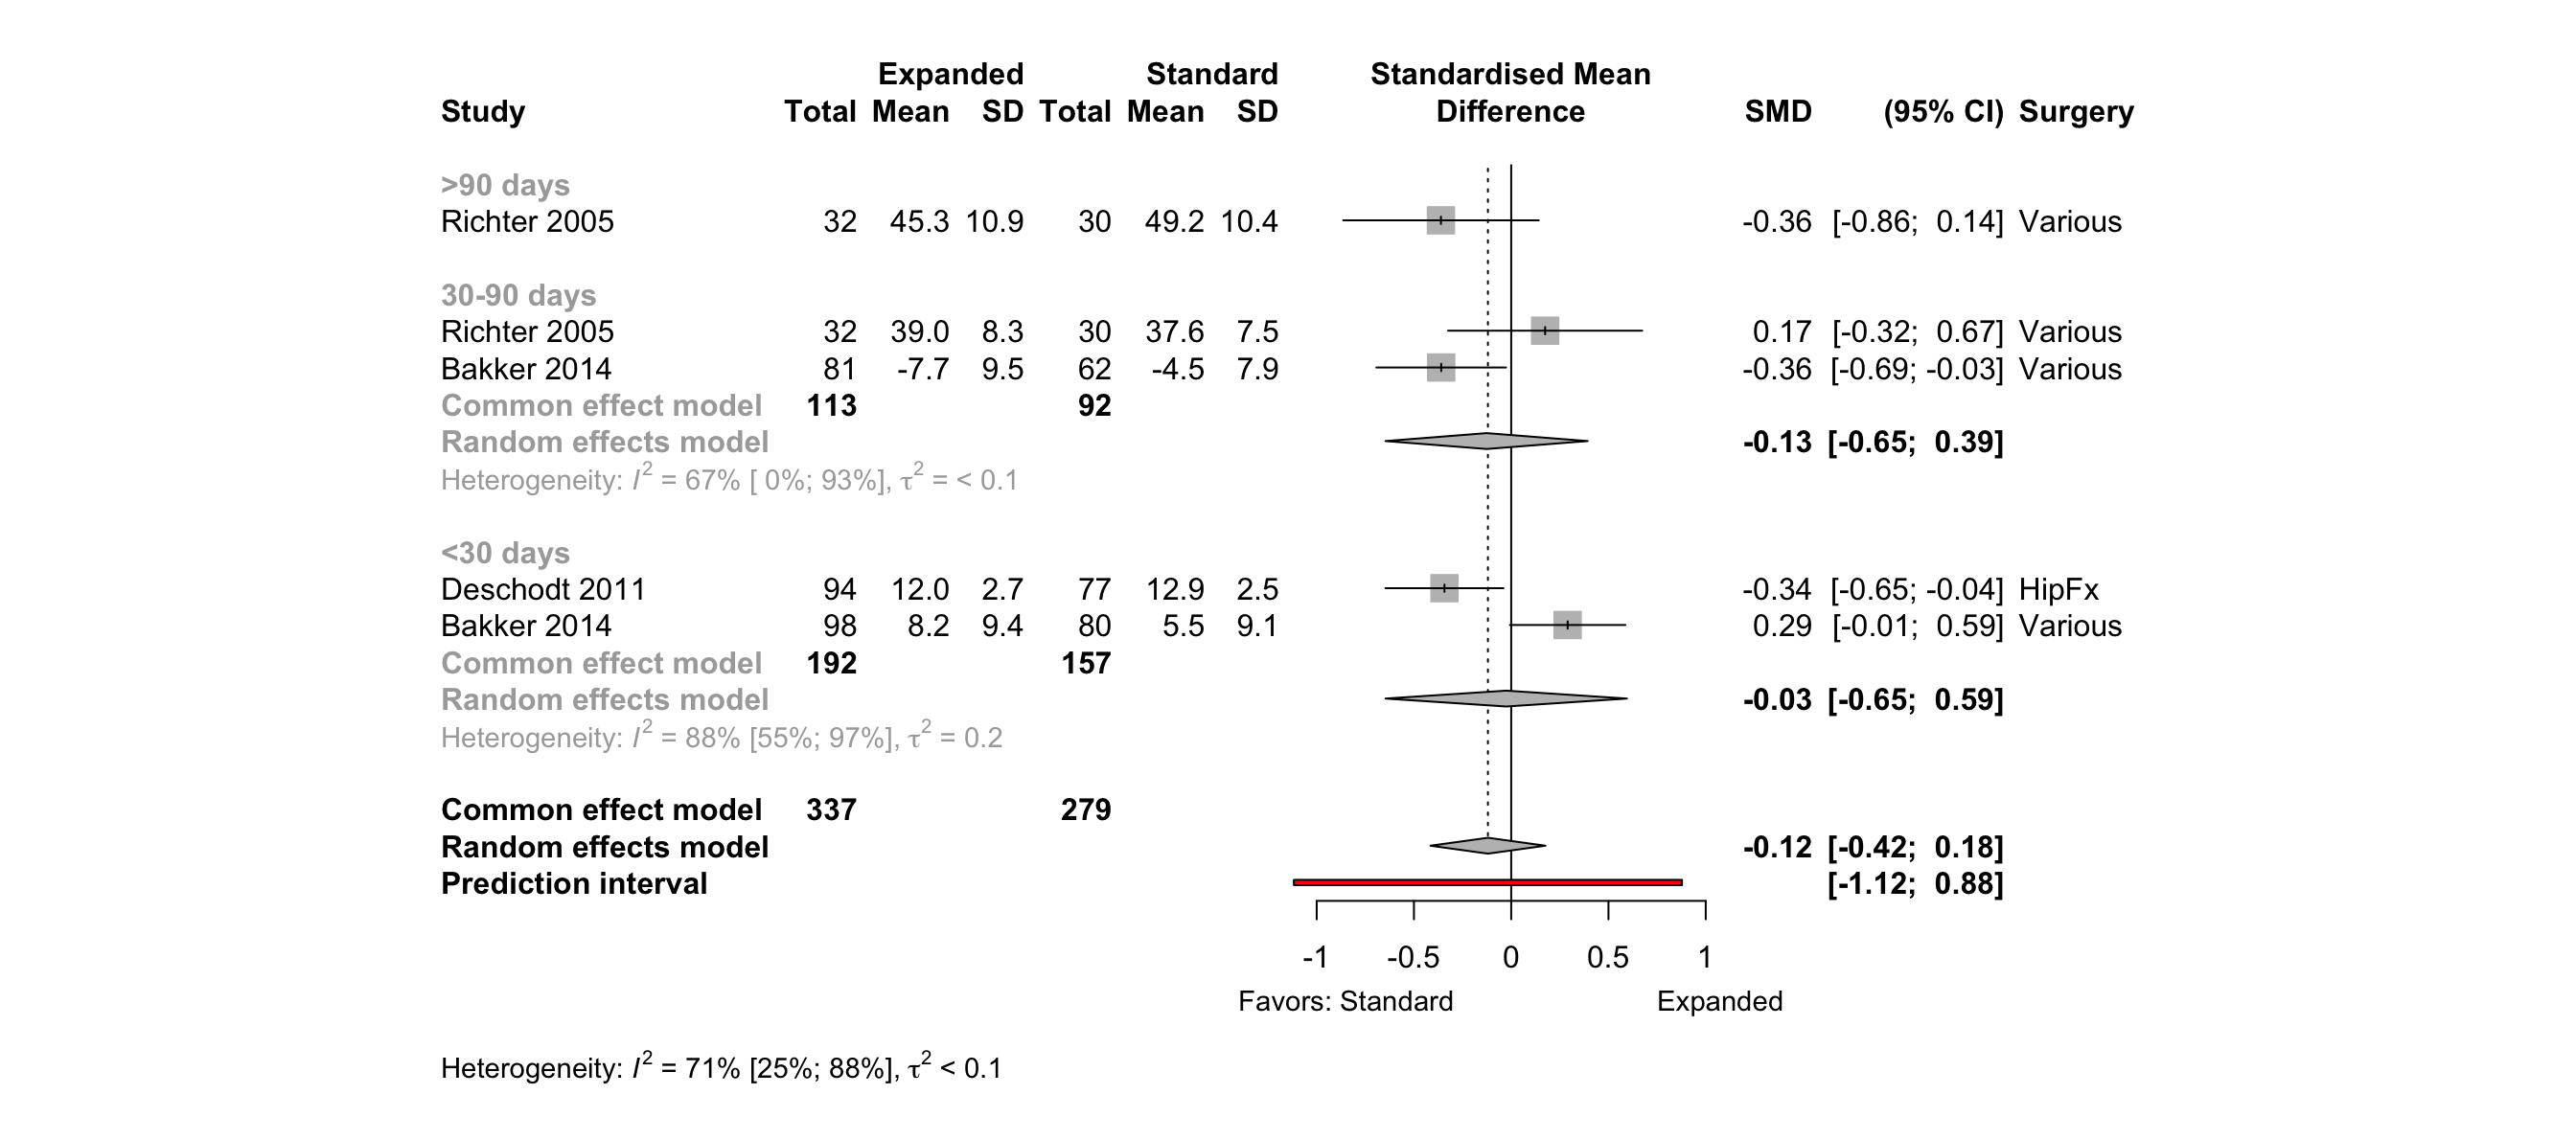 Expanded Standard Standardised Mean
Study Total Mean SD Total Mean SD Difference SMD (95% CI) Surgery
>90 days
Richter 2005 32 45.3 10.9 30 49.2 10.4 -0.36 [-0.86; 0.14] Various
30-90 days
Richter 2005 32 39.0 8.3 30 37.6 7.5 0.17 [-0.32; 0.67] Various
Bakker 2014 81 -7.7 9.5 62 -4.5 7.9 -0.36 [-0.69; -0.03] Various
Common effect model 113 92
Random effects model -0.13 [-0.65; 0.39]
Heterogeneity: I² = 67% [ 0%; 93%], τ² = < 0.1
<30 days
Deschodt 2011 94 12.0 2.7 77 12.9 2.5 -0.34 [-0.65; -0.04] HipFx
Bakker 2014 98 8.2 9.4 80 5.5 9.1 0.29 [-0.01; 0.59] Various
Common effect model 192 157
Random effects model -0.03 [-0.65; 0.59]
Heterogeneity: I² = 88% [55%; 97%], τ² = 0.2
Common effect model 337 279
Random effects model -0.12 [-0.42; 0.18]
Prediction interval [-1.12; 0.88]
-1 -0.5 0 0.5 1
Favors: Standard Expanded
Heterogeneity: I² = 71% [25%; 88%], τ² < 0.1